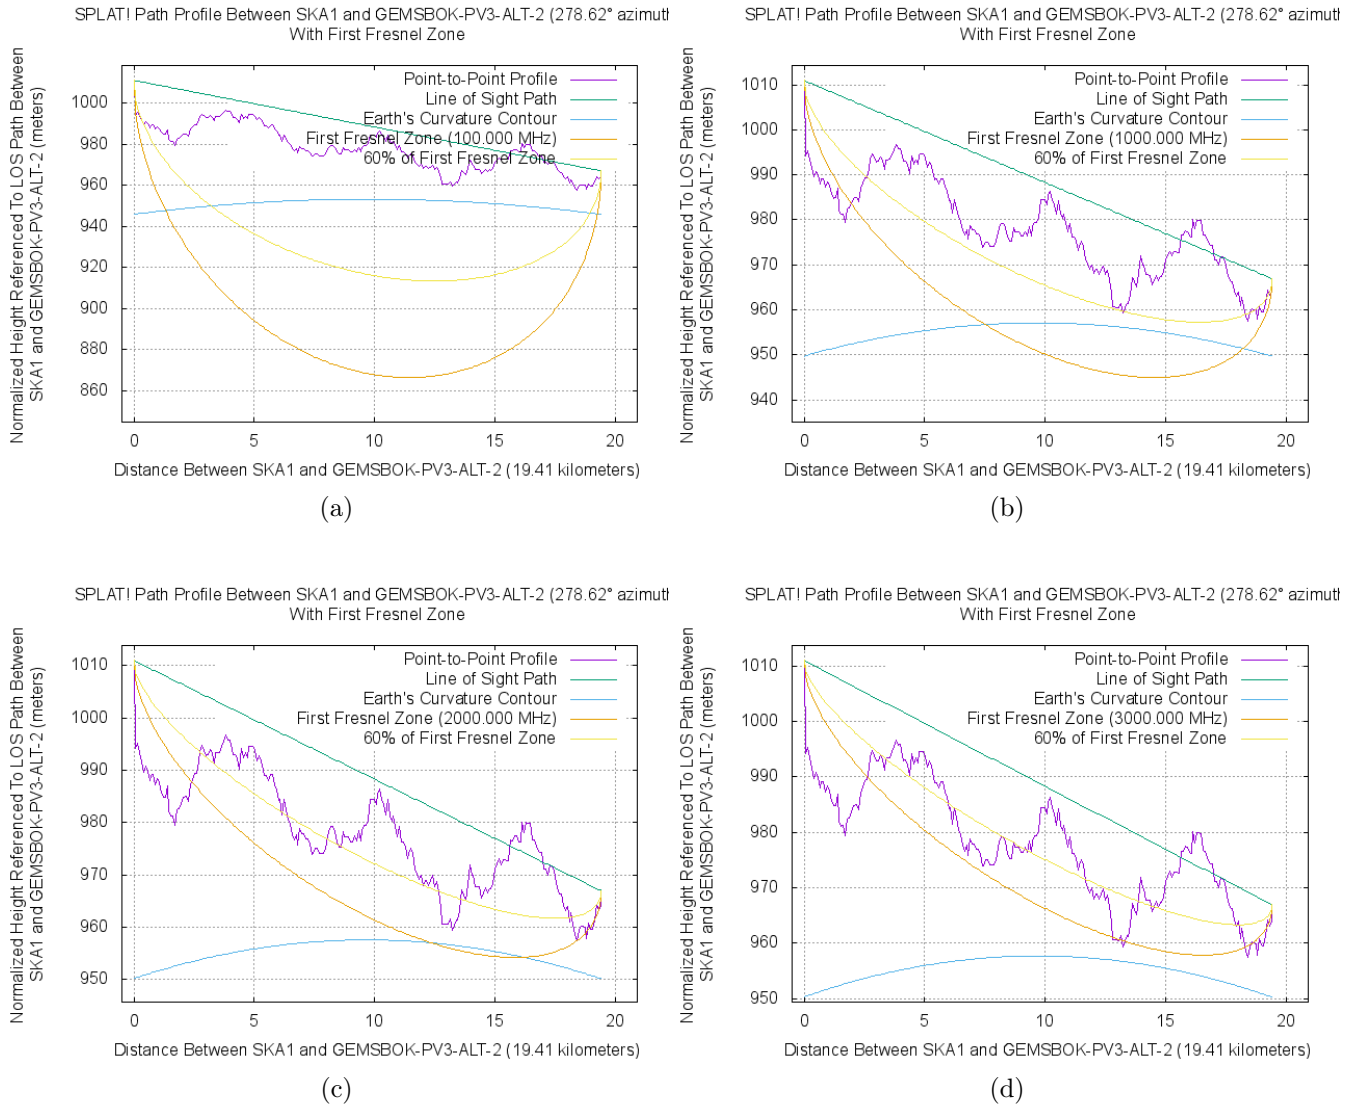 SPLAT! Path Profile Between SKA1 and GEMSBOK-PV3-ALT-2 (278.62° azimuth
With First Fresnel Zone
Normalized Height Referenced To LOS Path Between
SKA1 and GEMSBOK-PV3-ALT-2 (meters)
Point-to-Point Profile
Line of Sight Path
Earth's Curvature Contour
First Fresnel Zone (100.000 MHz)
60% of First Fresnel Zone
1000
980
960
940
920
900
880
860
0 5 10 15 20
Distance Between SKA1 and GEMSBOK-PV3-ALT-2 (19.41 kilometers)
(a)
SPLAT! Path Profile Between SKA1 and GEMSBOK-PV3-ALT-2 (278.62° azimut
With First Fresnel Zone
Normalized Height Referenced To LOS Path Between
SKA1 and GEMSBOK-PV3-ALT-2 (meters)
Point-to-Point Profile
Line of Sight Path
Earth's Curvature Contour
First Fresnel Zone (1000.000 MHz)
60% of First Fresnel Zone
1010
1000
990
980
970
960
950
940
0 5 10 15 20
Distance Between SKA1 and GEMSBOK-PV3-ALT-2 (19.41 kilometers)
(b)
SPLAT! Path Profile Between SKA1 and GEMSBOK-PV3-ALT-2 (278.62° azimuth
With First Fresnel Zone
Normalized Height Referenced To LOS Path Between
SKA1 and GEMSBOK-PV3-ALT-2 (meters)
Point-to-Point Profile
Line of Sight Path
Earth's Curvature Contour
First Fresnel Zone (2000.000 MHz)
60% of First Fresnel Zone
1010
1000
990
980
970
960
950
0 5 10 15 20
Distance Between SKA1 and GEMSBOK-PV3-ALT-2 (19.41 kilometers)
(c)
SPLAT! Path Profile Between SKA1 and GEMSBOK-PV3-ALT-2 (278.62° azimuth
With First Fresnel Zone
Normalized Height Referenced To LOS Path Between
SKA1 and GEMSBOK-PV3-ALT-2 (meters)
Point-to-Point Profile
Line of Sight Path
Earth's Curvature Contour
First Fresnel Zone (3000.000 MHz)
60% of First Fresnel Zone
1010
1000
990
980
970
960
950
0 5 10 15 20
Distance Between SKA1 and GEMSBOK-PV3-ALT-2 (19.41 kilometers)
(d)